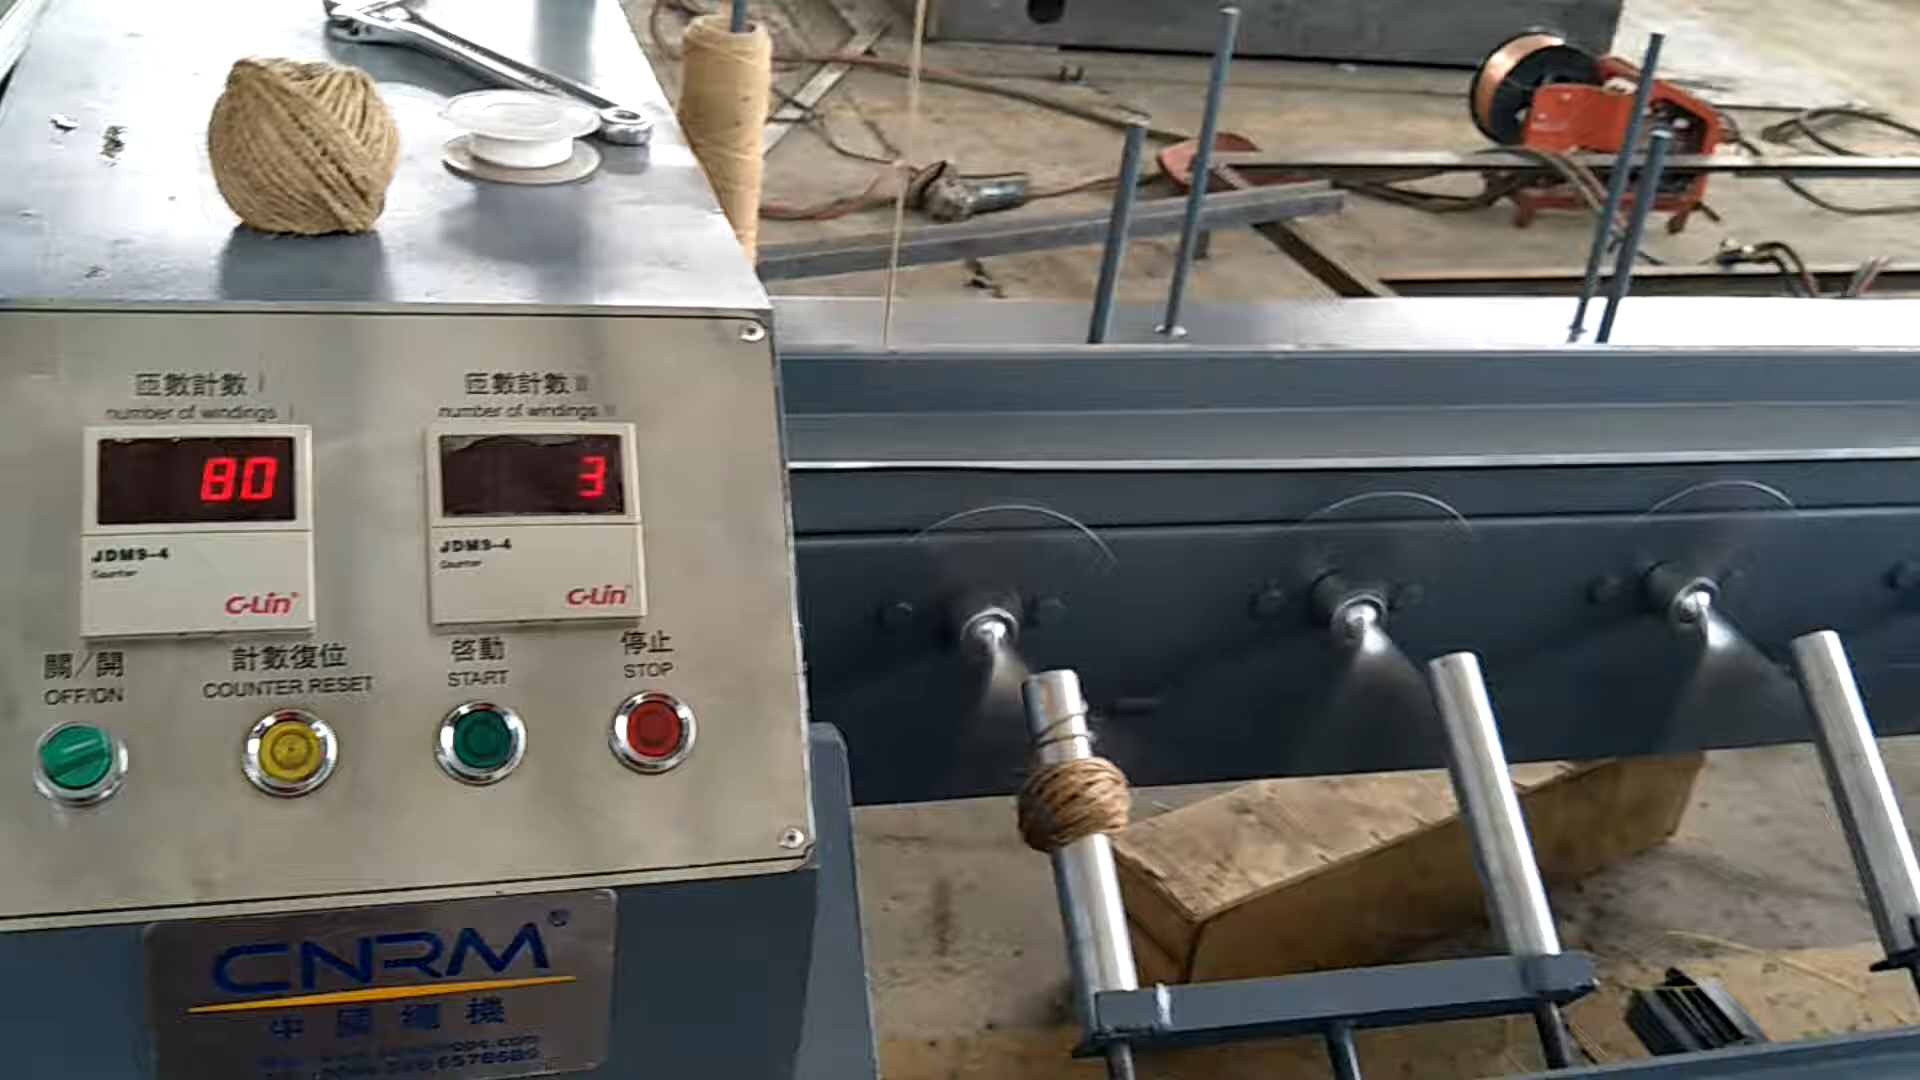 匝數計數 I
number of windings I
匝數計數 II
number of windings II
80
3
JDM9-4
Counter
C-Lin
JDM9-4
Counter
C-Lin
關/開
OFF/ON
計數復位
COUNTER RESET
啓動
START
停止
STOP
CNRM®
中國繩機